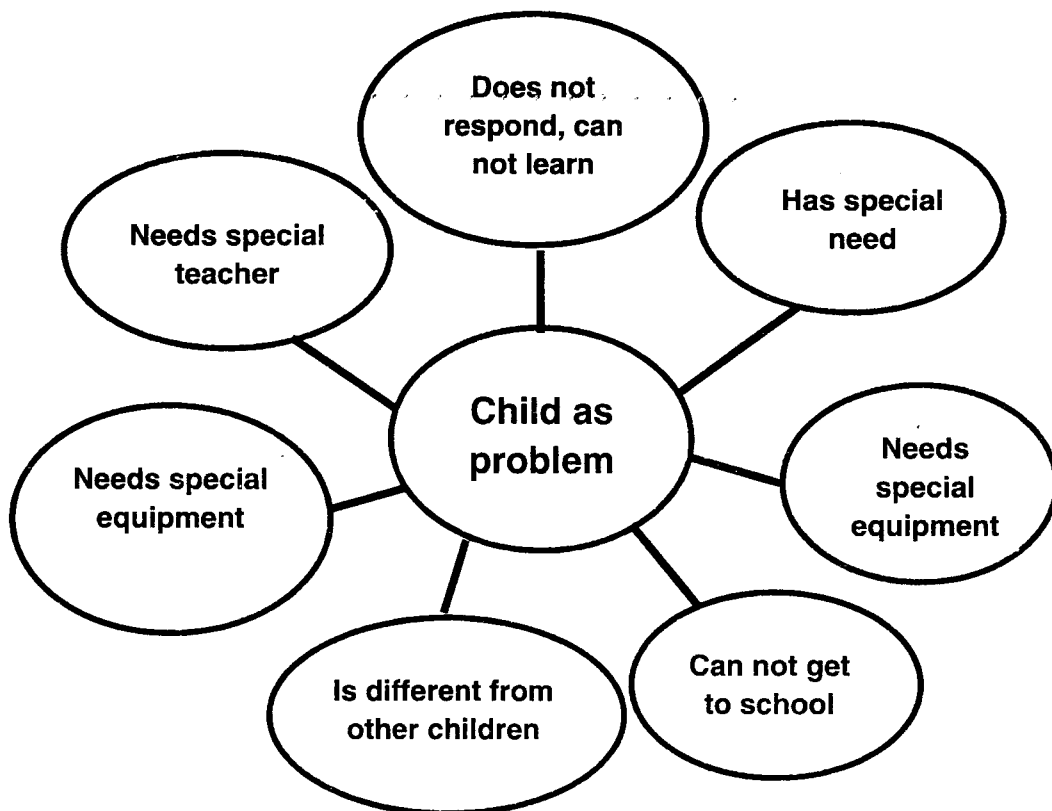 Does not
respond, can
not learn
Has special
need
Needs special
teacher
Child as
problem
Needs special
equipment
Needs
special
equipment
Is different from
other children
Can not get
to school